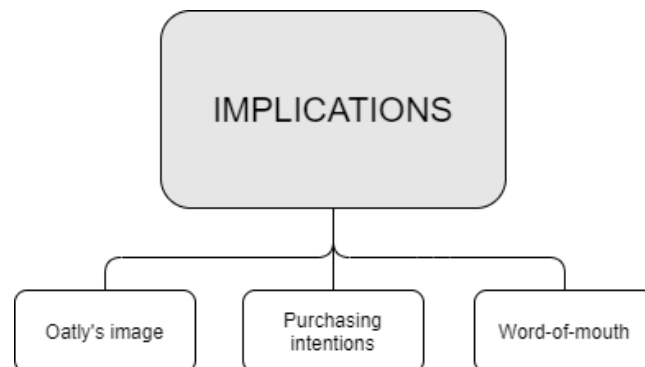 IMPLICATIONS
Oatly's image
Purchasing
intentions
Word-of-mouth